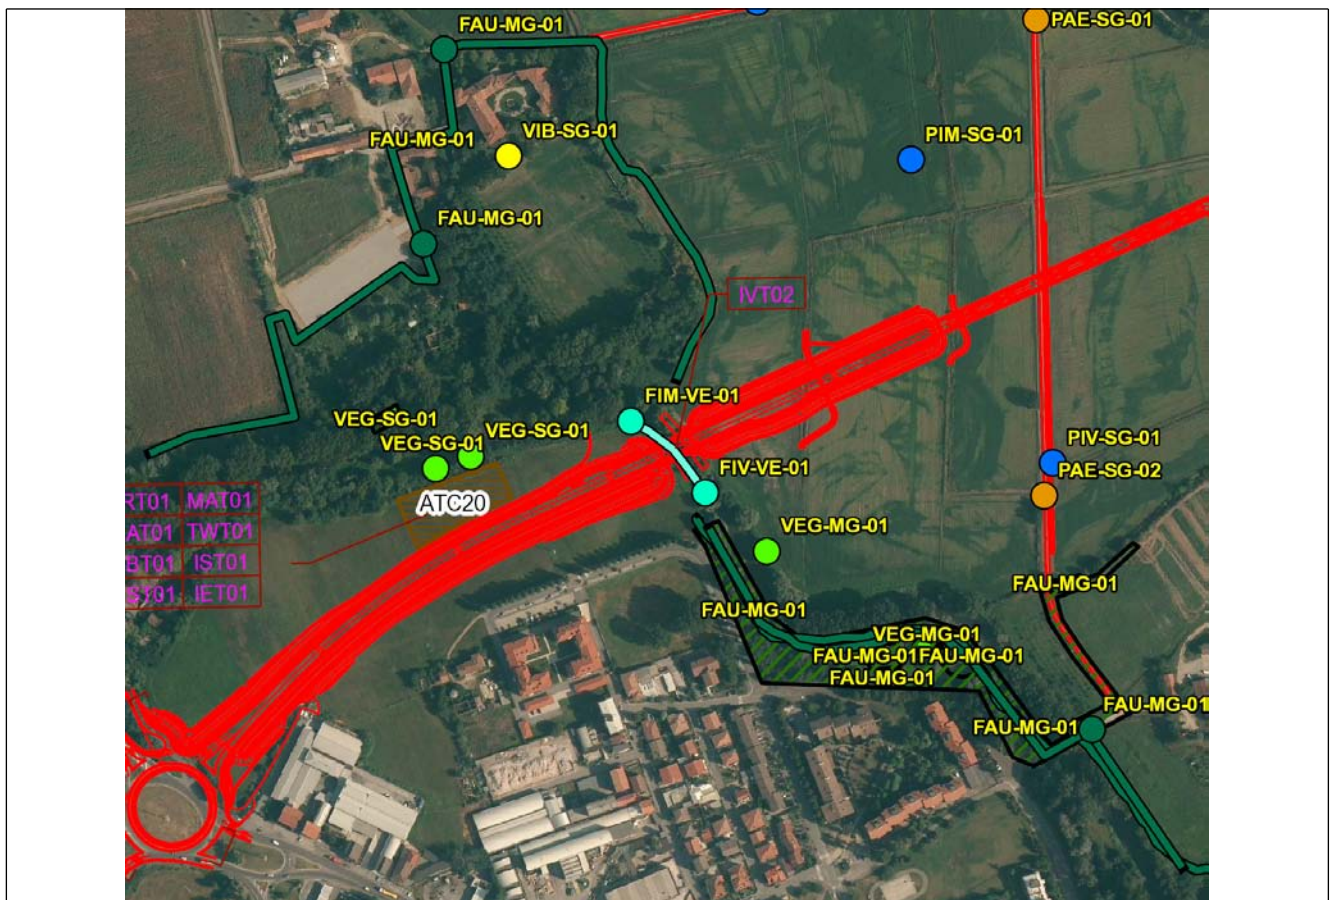 FAU-MG-01
PAE-SG-01
VIB-SG-01
PIM-SG-01
FAU-MG-01
FAU-MG-01
IVT02
FIM-VE-01
VEG-SG-01
VEG-SG-01
VEG-SG-01
PIV-SG-01
PAE-SG-02
FIV-VE-01
RT01 MAT01
ATC20
AT01 TWT01
VEG-MG-01
BT01 IST01
ST01 IET01
FAU-MG-01
FAU-MG-01
VEG-MG-01
FAU-MG-01 FAU-MG-01
FAU-MG-01
FAU-MG-01
FAU-MG-01